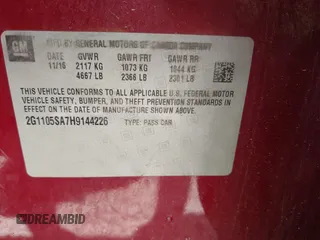 GM
MFD BY GENERAL MOTORS OF CANADA COMPANY
11/16 GVWR GAWR FRT GAWR RR
2117 KG 1073 KG 1044 KG
4667 LB 2366 LB 2301 LB
THIS VEHICLE CONFORMS TO ALL APPLICABLE U.S. FEDERAL MOTOR
VEHICLE SAFETY, BUMPER, AND THEFT PREVENTION STANDARDS
IN EFFECT ON THE DATE OF MANUFACTURE SHOWN ABOVE.
2G1105SA7H9144226 TYPE: PASS CAR
DREAMBID